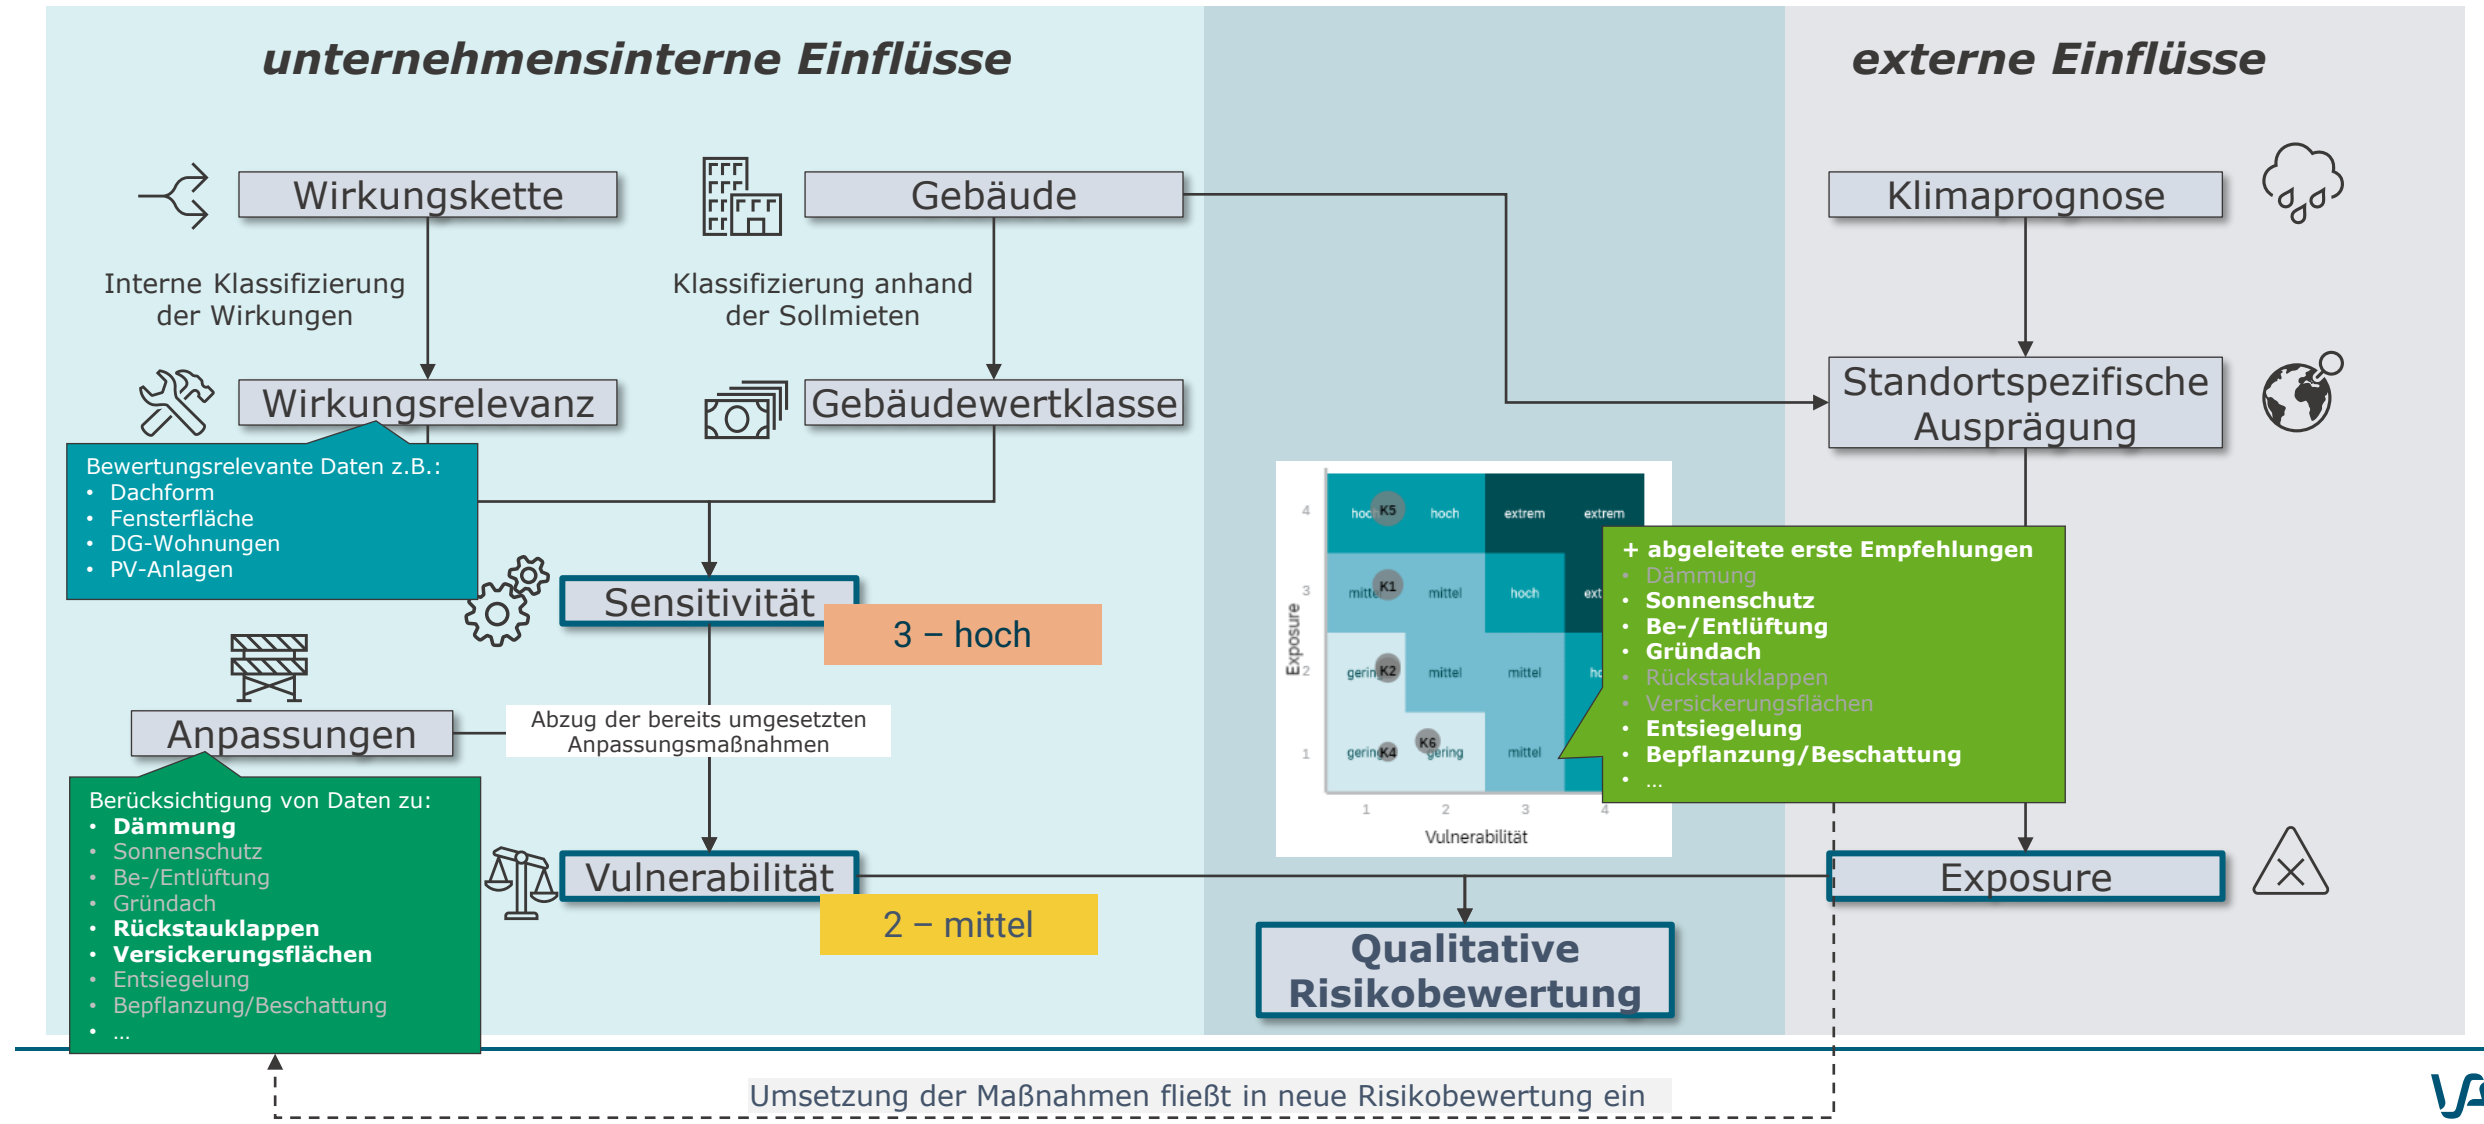 unternehmensinterne Einflüsse
externe Einflüsse
Wirkungskette
Gebäude
Klimaprognose
Interne Klassifizierung
der Wirkungen
Klassifizierung anhand
der Sollmieten
Wirkungsrelevanz
Gebäudewertklasse
Standortspezifische
Ausprägung
Bewertungsrelevante Daten z.B.:
• Dachform
• Fensterfläche
• DG-Wohnungen
• PV-Anlagen
Sensitivität
3 – hoch
Anpassungen
Abzug der bereits umgesetzten
Anpassungsmaßnahmen
Berücksichtigung von Daten zu:
• Dämmung
• Sonnenschutz
• Be-/Entlüftung
• Gründach
• Rückstauklappen
• Versickerungsflächen
• Entsiegelung
• Bepflanzung/Beschattung
• ...
Vulnerabilität
2 – mittel
Exposure
4 K5 hoch extrem extrem
3 K1 mittel hoch
2 K2 mittel mittel
1 K4 K6 mittel
1 2 3 4
Vulnerabilität
+ abgeleitete erste Empfehlungen
• Dämmung
• Sonnenschutz
• Be-/Entlüftung
• Gründach
• Rückstauklappen
• Versickerungsflächen
• Entsiegelung
• Bepflanzung/Beschattung
• ...
Exposure
Qualitative
Risikobewertung
Umsetzung der Maßnahmen fließt in neue Risikobewertung ein